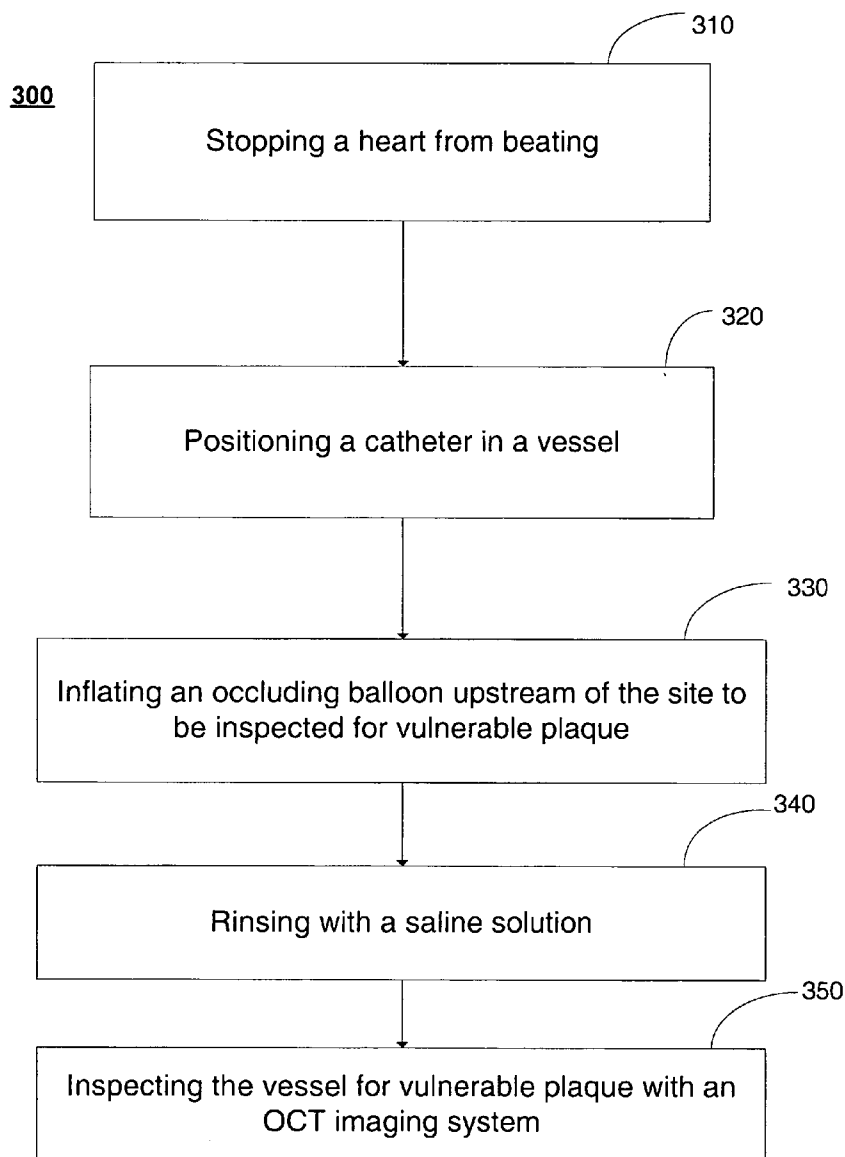 310
300
Stopping a heart from beating
320
Positioning a catheter in a vessel
330
Inflating an occluding balloon upstream of the site to
be inspected for vulnerable plaque
340
Rinsing with a saline solution
350
Inspecting the vessel for vulnerable plaque with an
OCT imaging system